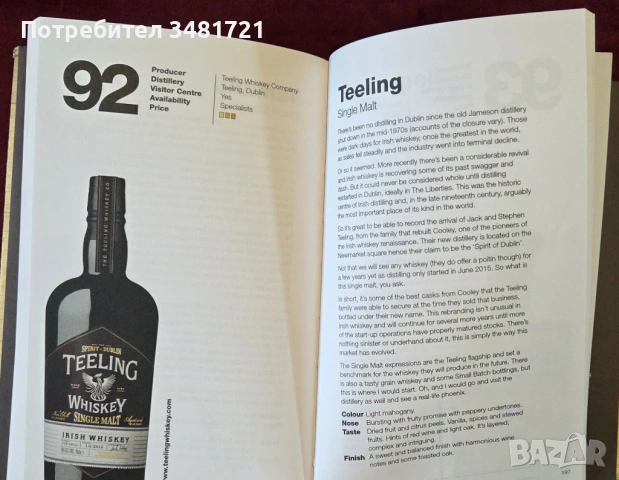 Потребител 3481721
92
Producer Teeling Whiskey Company
Distillery Teeling, Dublin
Visitor Centre Yes
Availability Specialists
Price
TEELING WHISKEY CO
SPIRIT OF DUBLIN
TEELING
WHISKEY
SINGLE MALT
IRISH WHISKEY
www.teelingwhiskey.com
Teeling
Single Malt
There's been no distilling in Dublin since the old Jameson distillery
shut down in the mid-1970s (accounts of the closure vary). Those
were dark days for Irish whiskey, once the greatest in the world,
as sales fell steadily and the industry went into terminal decline.
Or so it seemed. More recently there's been a considerable revival
and Irish whiskey is recovering some of its past swagger and
dash. But it could never be considered whole until distilling
restarted in Dublin, ideally in The Liberties. This was the historic
centre of Irish distilling and, in the late nineteenth century, arguably
the most important place of its kind in the world.
So it's great to be able to record the arrival of Jack and Stephen
Teeling, from the family that rebuilt Cooley, one of the pioneers of
the Irish whiskey renaissance. Their new distillery is located on the
Newmarket square hence their claim to be the 'Spirit of Dublin'.
Not that we will see any whiskey (they do offer a poitín though) for
a few years yet as distilling only started in June 2015. So what is
this single malt, you ask.
In short, it's some of the best casks from Cooley that the Teeling
family were able to secure at the time they sold that business,
bottled under their new name. This rebranding isn't unusual in
Irish whiskey and will continue for several more years until more
of the start-up operations have properly matured stocks. There's
nothing sinister or underhand about it, this is simply the way this
market has evolved.
The Single Malt expressions are the Teeling flagship and set a
benchmark for the whiskey they will produce in the future. There
is also a tasty grain whiskey and some Small Batch bottlings, but
this is where I would start. Oh, and I would go and visit the
distillery as well and see a real-life phoenix.
Colour Light mahogany.
Nose Bursting with fruity promise with peppery undertones.
Taste Dried fruit and citrus peels. Vanilla, spices and stewed
fruits. Hints of red wine and light oak. It's layered,
complex and intriguing.
Finish A sweet and balanced finish with harmonious wine
notes and some toasted oak.
197
BAZAR